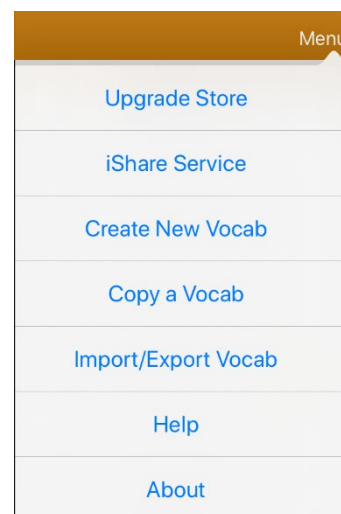 Menu
Upgrade Store
iShare Service
Create New Vocab
Copy a Vocab
Import/Export Vocab
Help
About